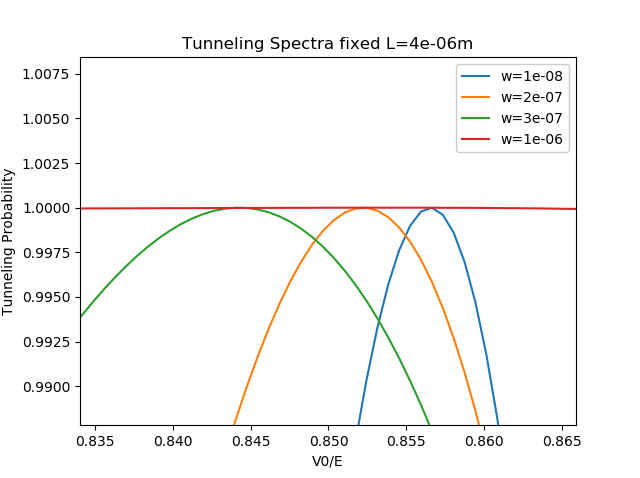 Tunneling Spectra fixed L=4e-06m
1.0075
1.0050
1.0025
1.0000
0.9975
0.9950
0.9925
0.9900
Tunneling Probability
w=1e-08
w=2e-07
w=3e-07
w=1e-06
0.835 0.840 0.845 0.850 0.855 0.860 0.865
V0/E